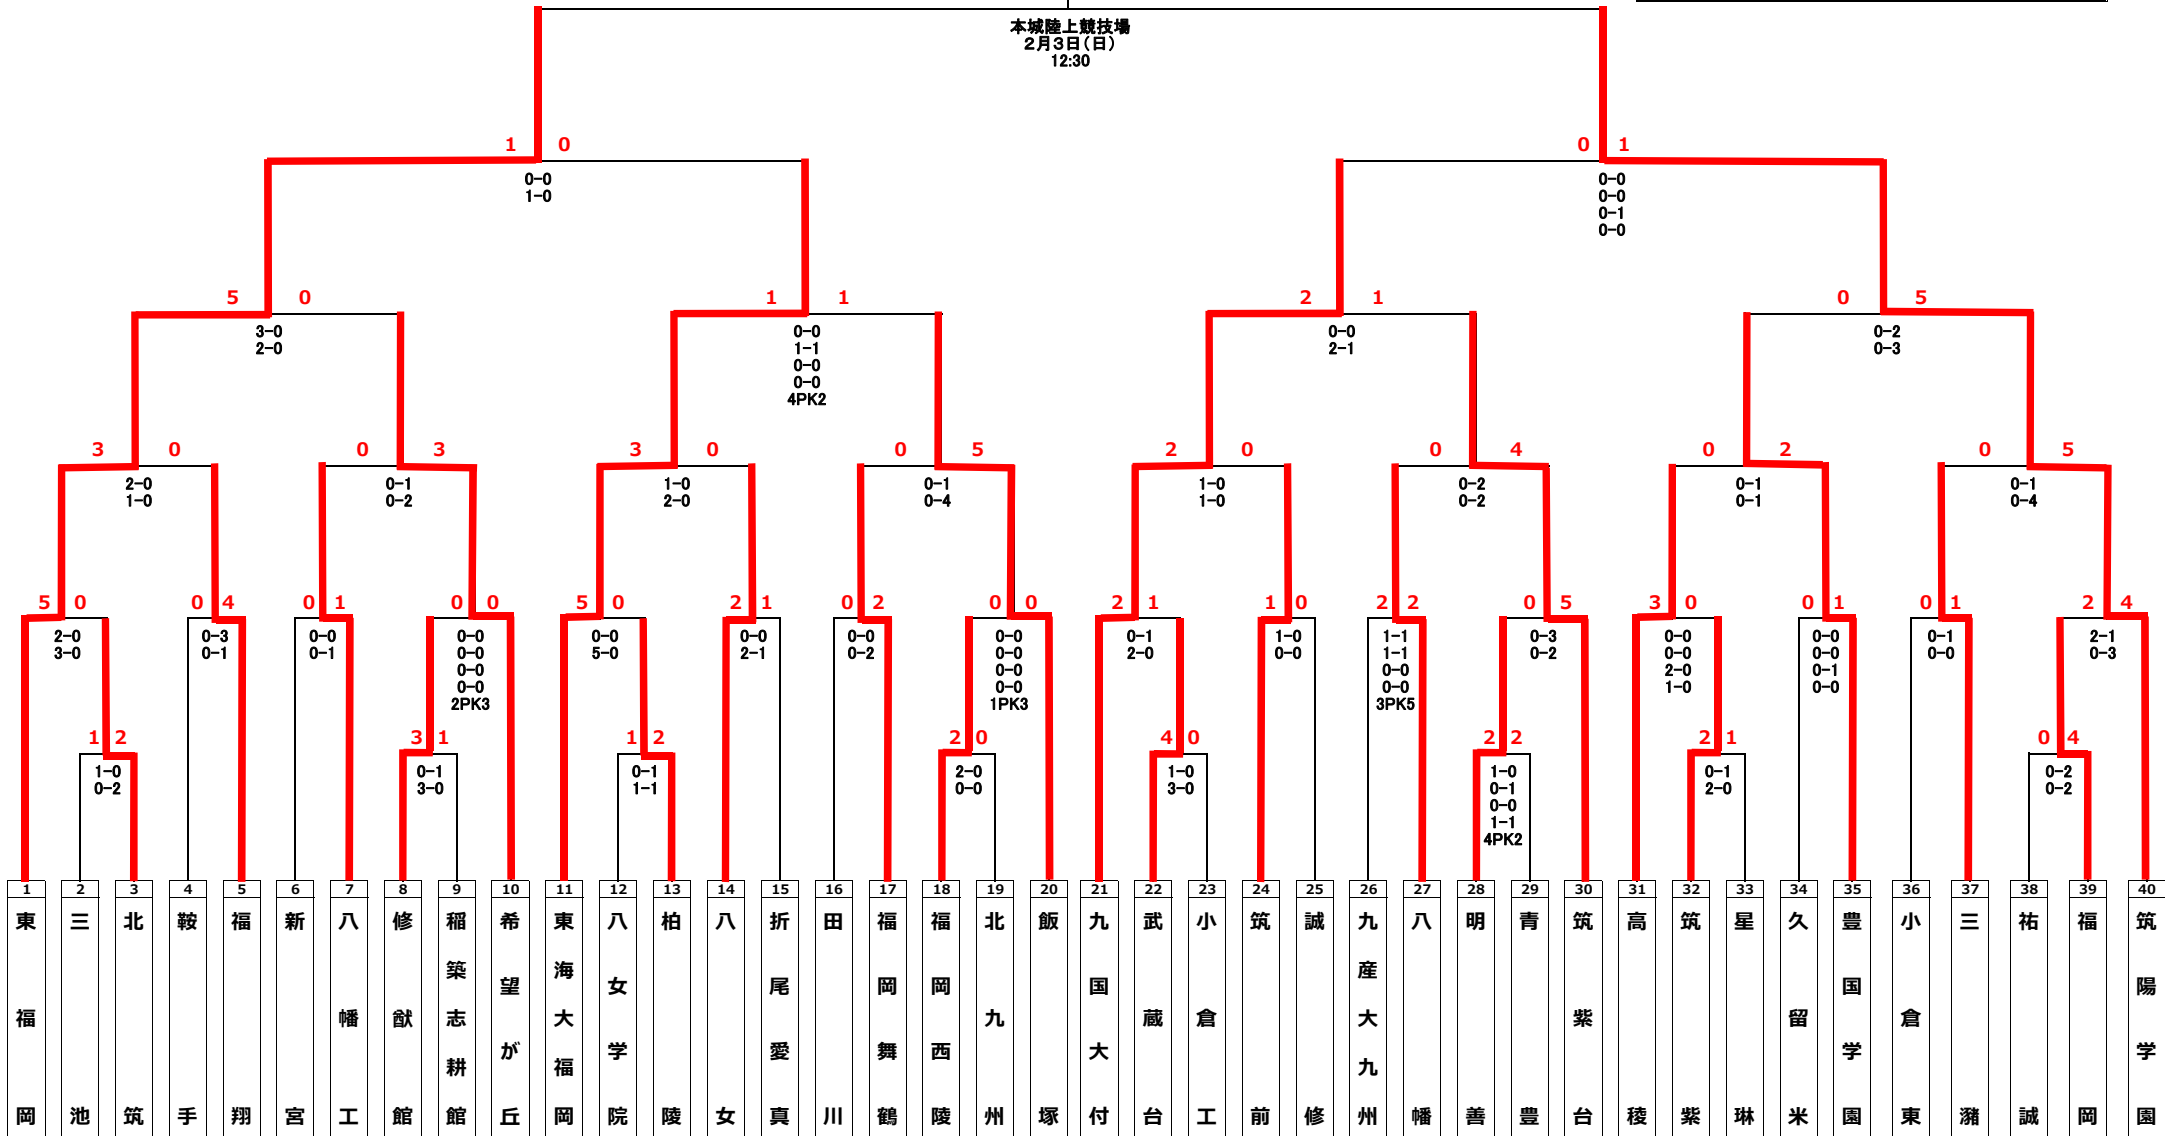 本城陸上競技場
2月3日(日)
12:30
1 0
0 1
0-0
1-0
0-0
0-0
0-1
0-0
5 0
1 1
2 1
0 5
3-0
2-0
0-0
1-1
0-0
0-0
4PK2
0-0
2-1
0-2
0-3
3 0
0 3
3 0
0 5
2 0
0 4
0 2
0 5
2-0
1-0
0-1
0-2
1-0
2-0
0-1
0-4
1-0
1-0
0-2
0-2
0-1
0-1
0-1
0-4
5 0
0 4
0 1
0 0
5 0
2 1
0 2
0 0
2 1
1 0
2 2
0 5
3 0
0 1
0 1
2 4
2-0
3-0
0-3
0-1
0-0
0-1
0-0
0-0
0-0
0-0
2PK3
0-0
5-0
0-0
2-1
0-0
0-2
0-0
0-0
0-0
0-0
1PK3
0-1
2-0
1-0
0-0
1-1
1-1
0-0
0-0
3PK5
0-3
0-2
0-0
0-0
2-0
1-0
0-0
0-0
0-1
0-0
0-1
0-0
2-1
0-3
1 2
3 1
1 2
2 0
4 0
2 2
2 1
0 4
1-0
0-2
0-1
3-0
0-1
1-1
2-0
0-0
1-0
3-0
1-0
0-1
0-0
1-1
4PK2
0-1
2-0
0-2
0-2
1 東福岡
2 三池
3 北筑
4 鞍手
5 福翔
6 新宮
7 八幡工
8 修猷館
9 稲築志耕館
10 希望が丘
11 東海大福岡
12 八女学院
13 柏陵
14 八女
15 折尾愛真
16 田川
17 福岡舞鶴
18 福岡西陵
19 北九州
20 飯塚
21 九国大付
22 武蔵台
23 小倉工
24 筑前
25 誠修
26 九産大九州
27 八幡
28 明善
29 青豊
30 筑紫台
31 高稜
32 筑紫
33 星琳
34 久留米
35 豊国学園
36 小倉東
37 三潴
38 祐誠
39 福岡
40 筑陽学園